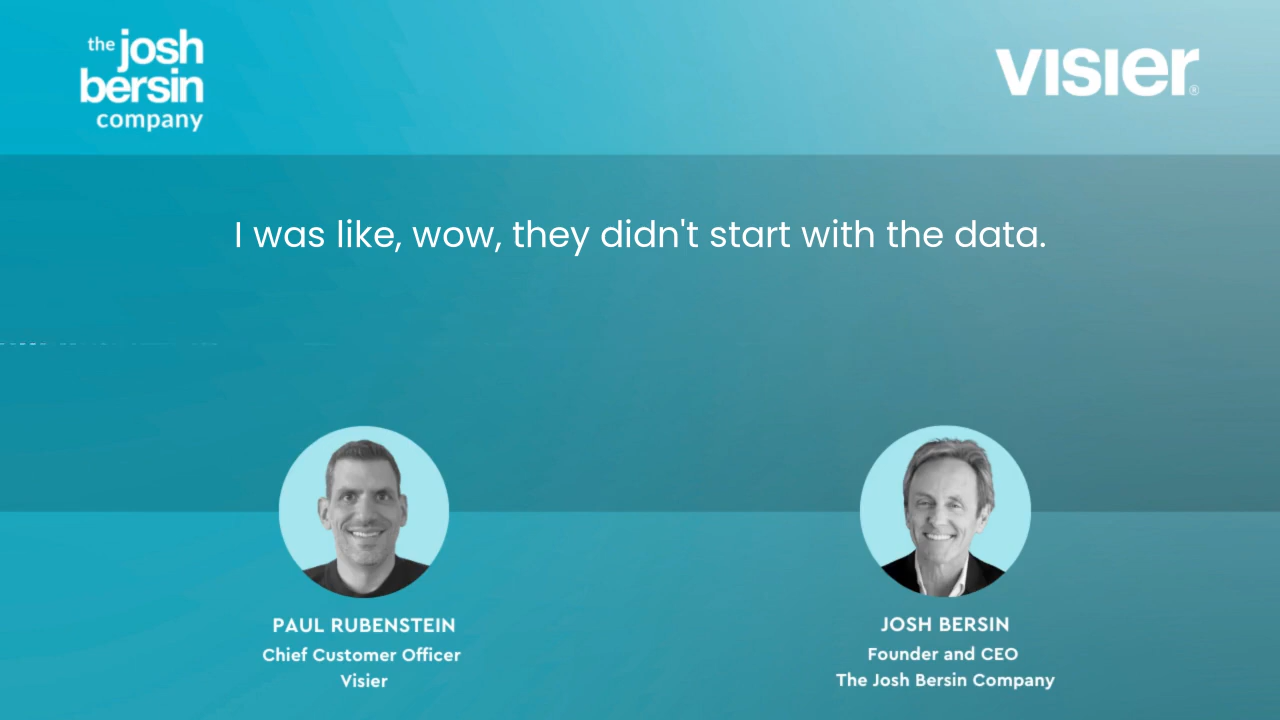 the josh
bersin
company
VISIER®
I was like, wow, they didn't start with the data.
PAUL RUBENSTEIN
Chief Customer Officer
Visier
JOSH BERSIN
Founder and CEO
The Josh Bersin Company